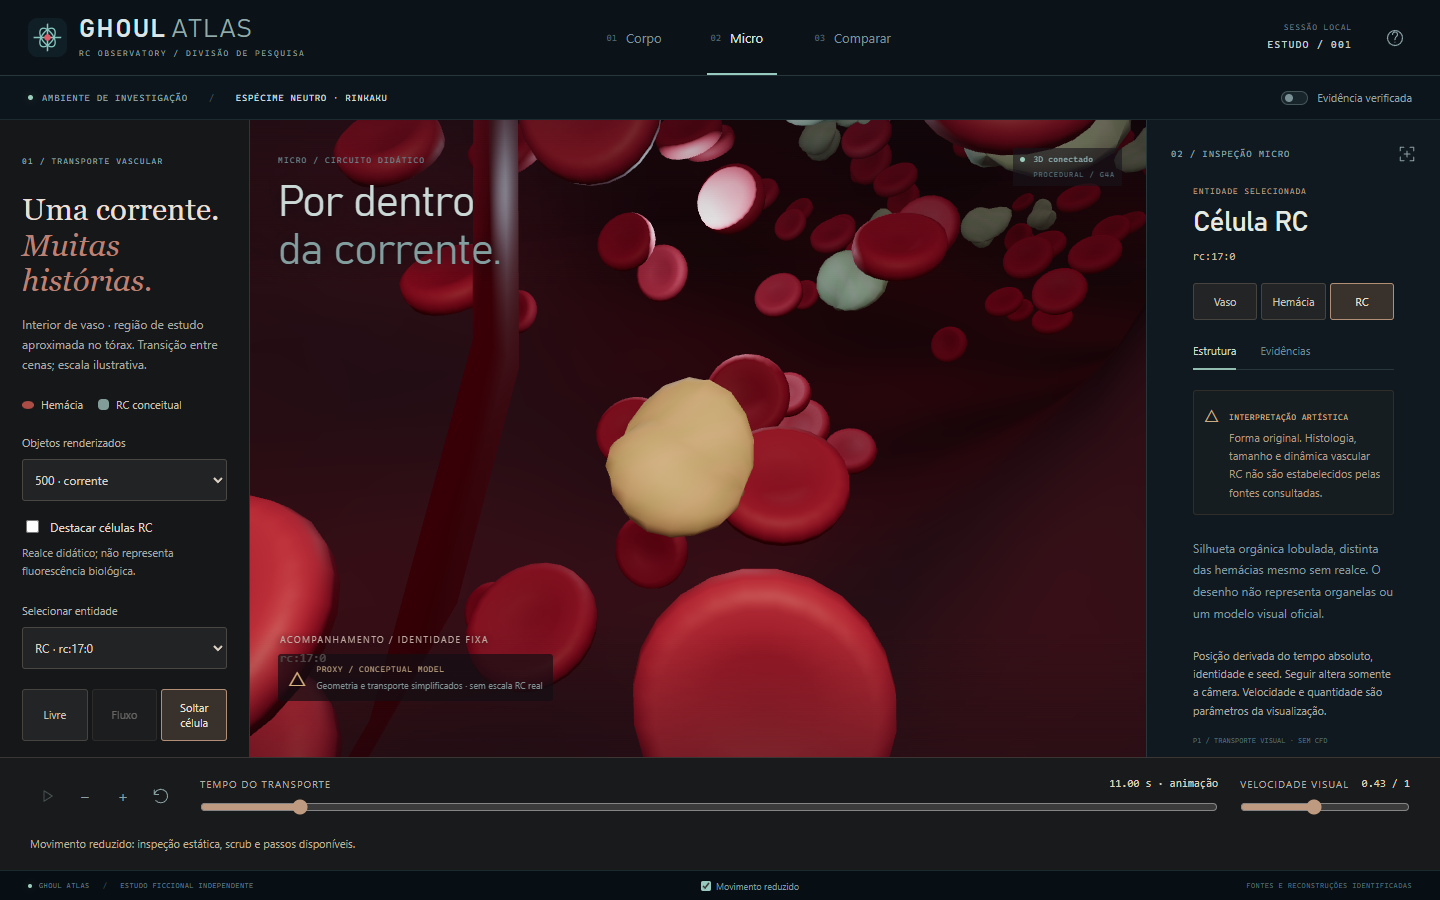 GHOUL ATLAS
RC OBSERVATORY / DIVISÃO DE PESQUISA
01 Corpo
02 Micro
03 Comparar
SESSÃO LOCAL
ESTUDO / 001
?
AMBIENTE DE INVESTIGAÇÃO / ESPÉCIME NEUTRO · RINKAKU
Evidência verificada
01 / TRANSPORTE VASCULAR
Uma corrente.
Muitas
histórias.
Interior de vaso · região de estudo
aproximada no tórax. Transição entre
cenas; escala ilustrativa.
Hemácia
RC conceitual
Objetos renderizados
500 · corrente
Destacar células RC
Realce didático; não representa
fluorescência biológica.
Selecionar entidade
RC · rc:17:0
Livre
Fluxo
Soltar
célula
MICRO / CIRCUITO DIDÁTICO
Por dentro
da corrente.
3D conectado
PROCEDURAL / G4A
ACOMPANHAMENTO / IDENTIDADE FIXA
rc:17:0
PROXY / CONCEPTUAL MODEL
Geometria e transporte simplificados · sem escala RC real
02 / INSPEÇÃO MICRO
ENTIDADE SELECIONADA
Célula RC
rc:17:0
Vaso
Hemácia
RC
Estrutura
Evidências
INTERPRETAÇÃO ARTÍSTICA
Forma original. Histologia,
tamanho e dinâmica vascular
RC não são estabelecidos pelas
fontes consultadas.
Silhueta orgânica lobulada, distinta
das hemácias mesmo sem realce. O
desenho não representa organelas ou
um modelo visual oficial.
Posição derivada do tempo absoluto,
identidade e seed. Seguir altera somente
a câmera. Velocidade e quantidade são
parâmetros da visualização.
P1 / TRANSPORTE VISUAL · SEM CFD
TEMPO DO TRANSPORTE
11.00 s · animação
VELOCIDADE VISUAL
0.43 / 1
Movimento reduzido: inspeção estática, scrub e passos disponíveis.
GHOUL ATLAS / ESTUDO FICCIONAL INDEPENDENTE
Movimento reduzido
FONTES E RECONSTRUÇÕES IDENTIFICADAS